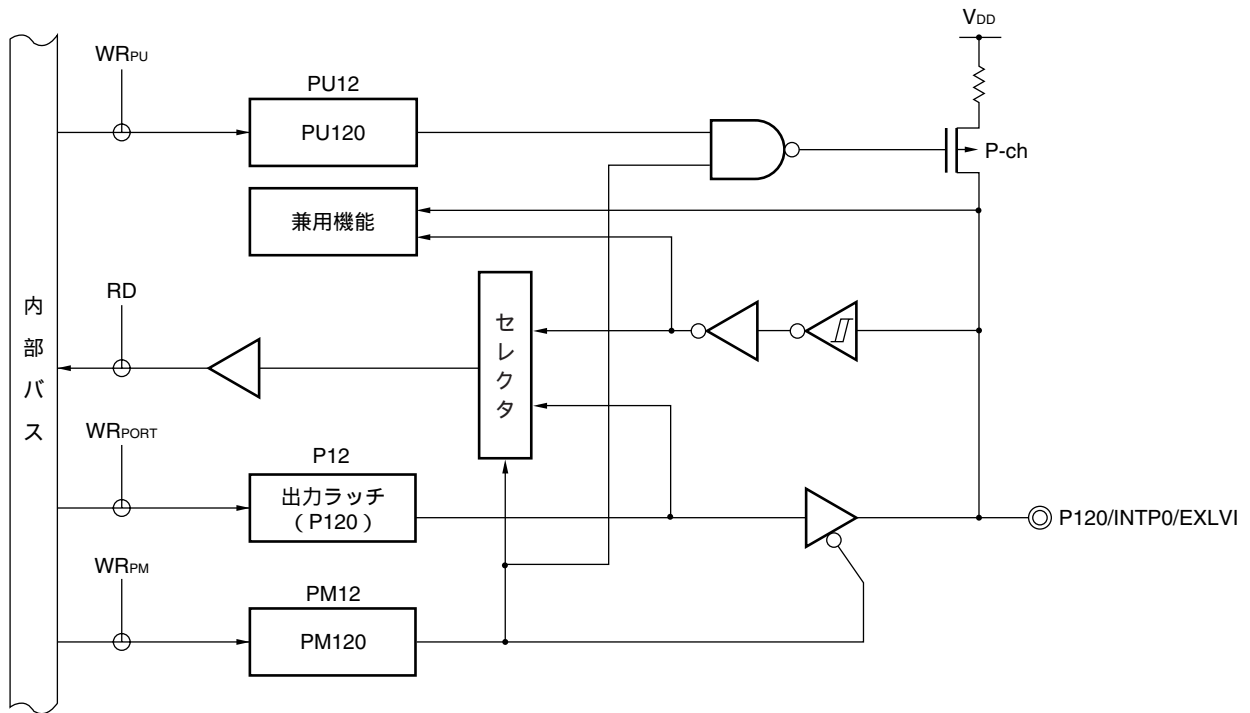 VDD
WRPU
PU12
PU120
P-ch
兼用機能
RD
内部バス
セレクタ
WRPORT
P12
出力ラッチ
（P120）
P120/INTP0/EXLVI
WRPM
PM12
PM120